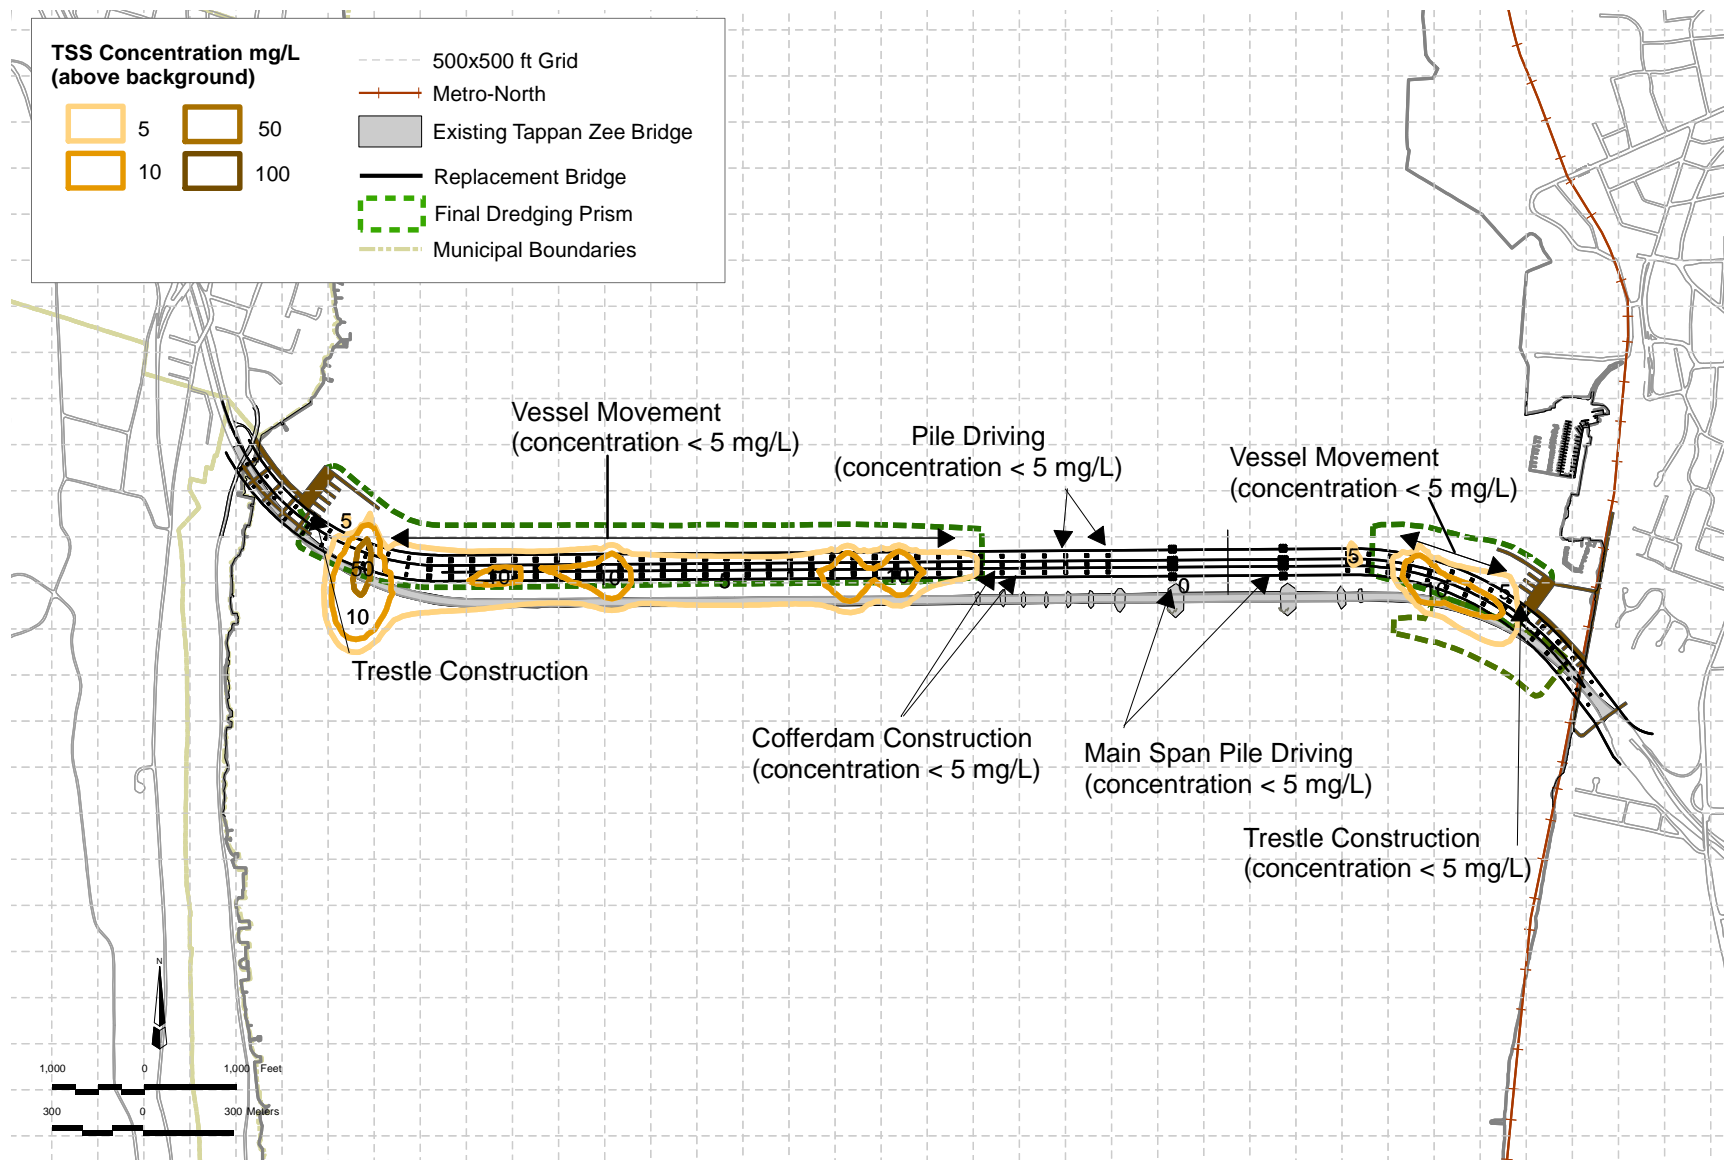 TSS Concentration mg/L
(above background)
5
50
10
100
500x500 ft Grid
Metro-North
Existing Tappan Zee Bridge
Replacement Bridge
Final Dredging Prism
Municipal Boundaries
Vessel Movement
(concentration < 5 mg/L)
Pile Driving
(concentration < 5 mg/L)
Vessel Movement
(concentration < 5 mg/L)
5
50
10
10
10
5
10
0
5
10
5
Trestle Construction
Cofferdam Construction
(concentration < 5 mg/L)
Main Span Pile Driving
(concentration < 5 mg/L)
Trestle Construction
(concentration < 5 mg/L)
N
1,000 0 1,000 Feet
300 0 300 Meters